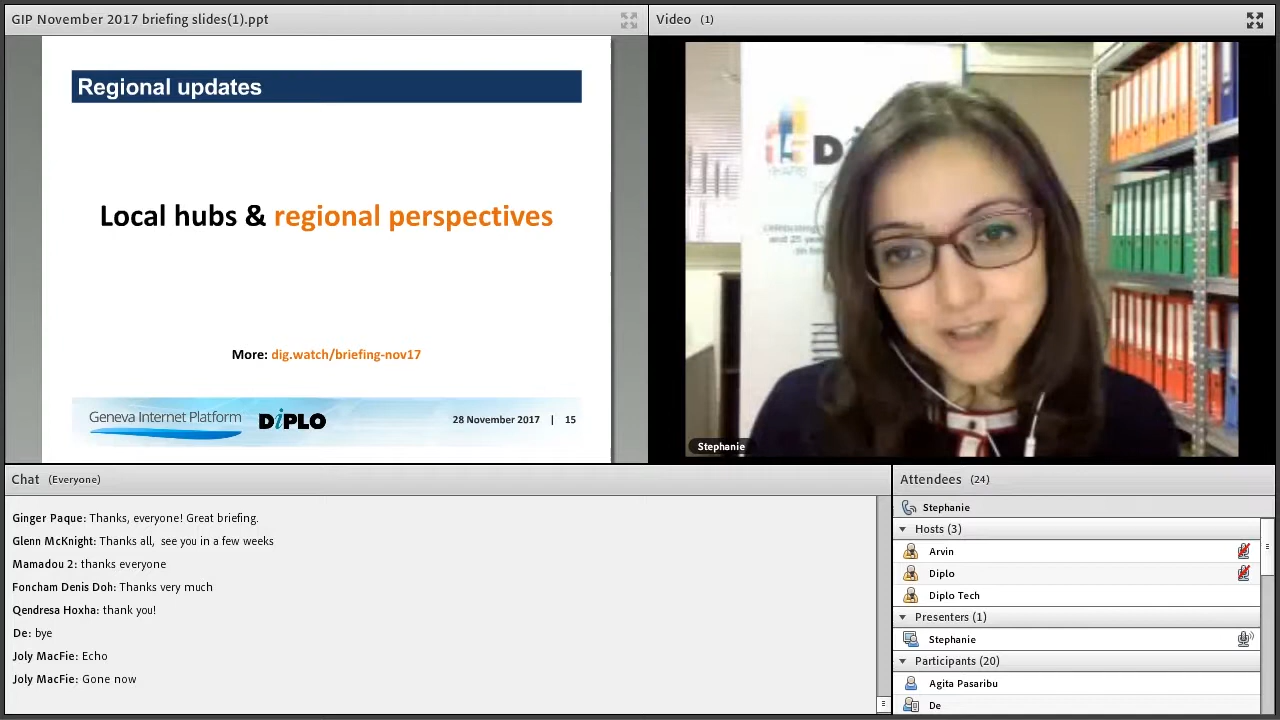 GIP November 2017 briefing slides(1).ppt
Regional updates
Local hubs & regional perspectives
More: dig.watch/briefing-nov17
Geneva Internet Platform
DiPLO
28 November 2017 | 15
Video (1)
Stephanie
Chat (Everyone)
Ginger Paque: Thanks, everyone! Great briefing.
Glenn McKnight: Thanks all, see you in a few weeks
Mamadou 2: thanks everyone
Foncham Denis Doh: Thanks very much
Qendresa Hoxha: thank you!
De: bye
Joly MacFie: Echo
Joly MacFie: Gone now
Attendees (24)
Stephanie
Hosts (3)
Arvin
Diplo
Diplo Tech
Presenters (1)
Stephanie
Participants (20)
Agita Pasaribu
De